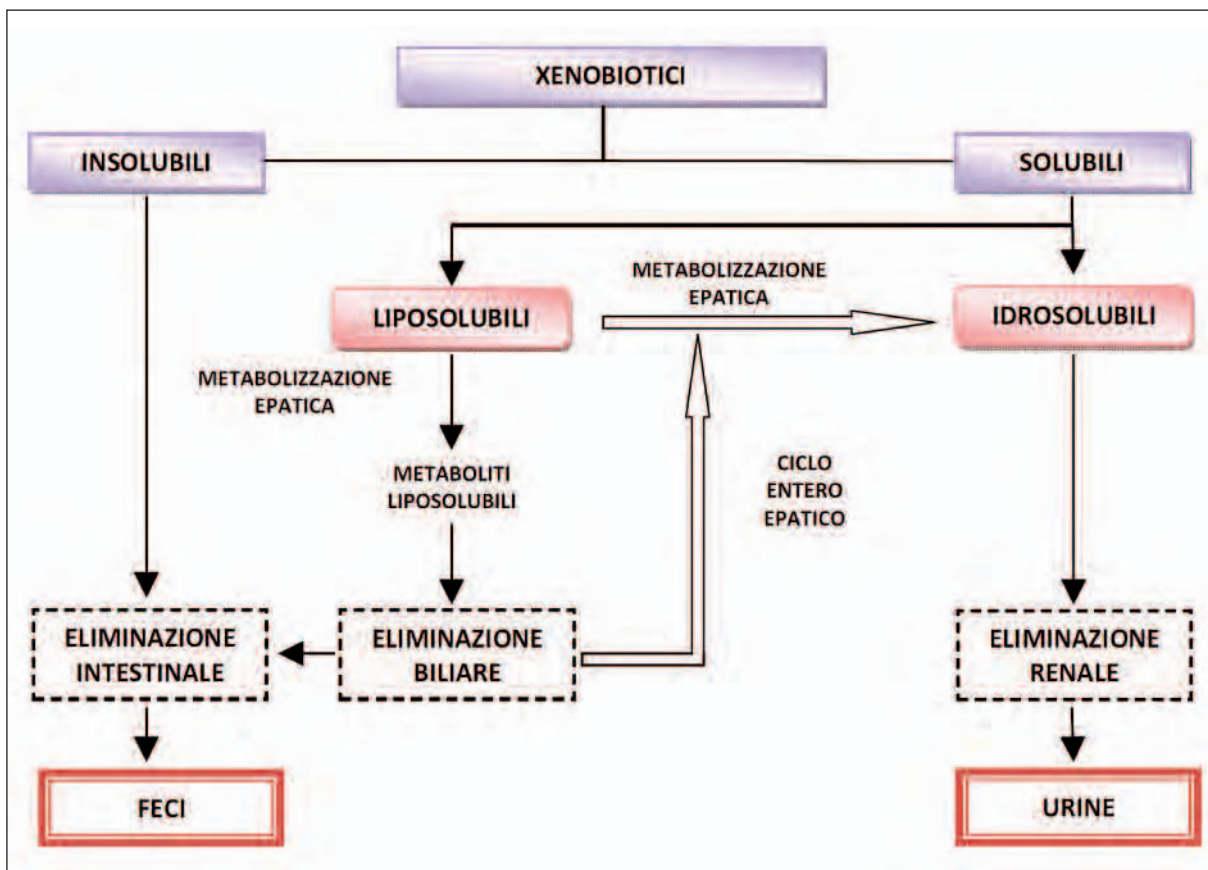 XENOBIOTICI
INSOLUBILI
SOLUBILI
METABOLIZZAZIONE
EPATICA
LIPOSOLUBILI
IDROSOLUBILI
METABOLIZZAZIONE
EPATICA
METABOLITI
LIPOSOLUBILI
CICLO
ENTERO
EPATICO
ELIMINAZIONE
INTESTINALE
ELIMINAZIONE
BILIARE
ELIMINAZIONE
RENALE
FECI
URINE